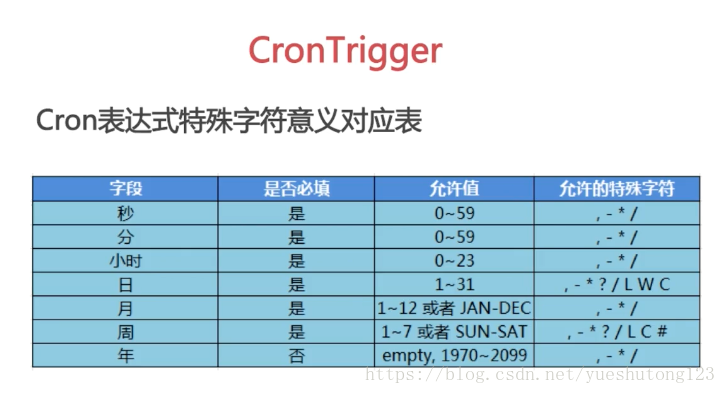 CronTrigger
Cron表达式特殊字符意义对应表
字段 是否必填 允许值 允许的特殊字符
秒 是 0~59 , - * /
分 是 0~59 , - * /
小时 是 0~23 , - * /
日 是 1~31 , - * ? / L W C
月 是 1~12 或者 JAN-DEC , - * /
周 是 1~7 或者 SUN-SAT , - * ? / L C #
年 否 empty, 1970~2099 , - * /
https://blog.csdn.net/yueshutong123